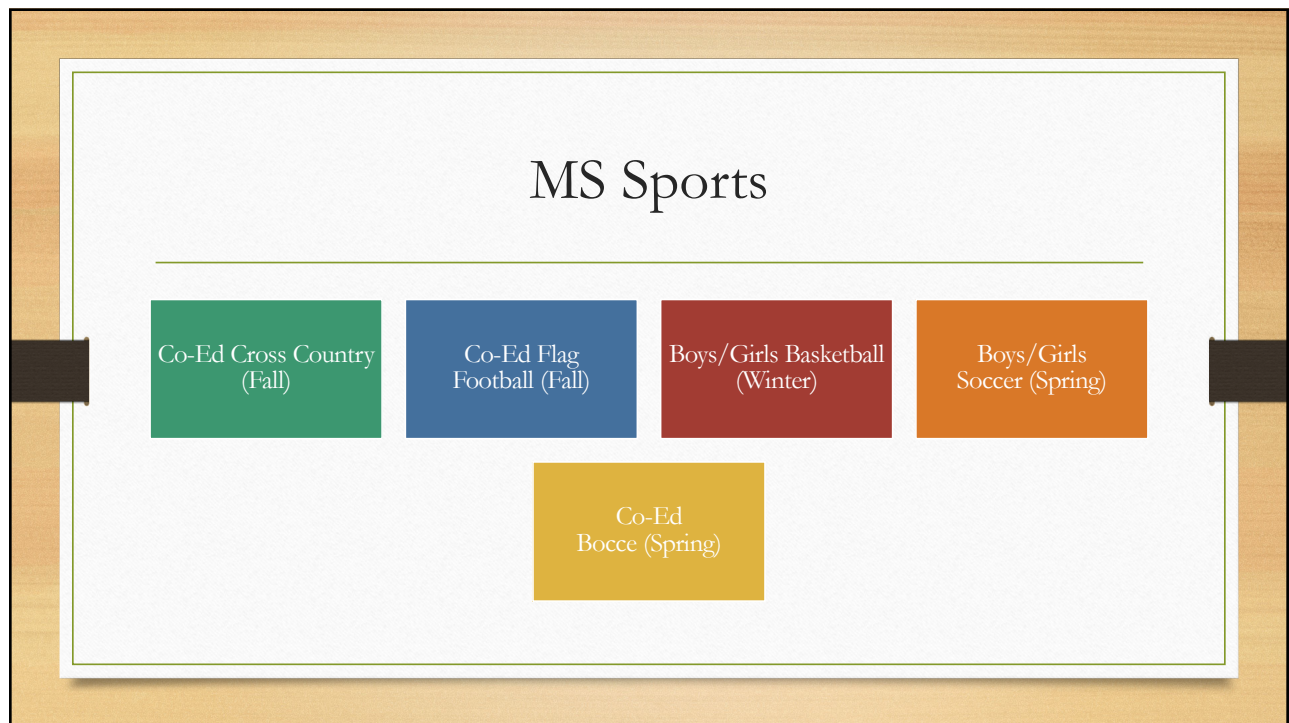 MS Sports
Co-Ed Cross Country
(Fall)
Co-Ed Flag
Football (Fall)
Boys/Girls Basketball
(Winter)
Boys/Girls
Soccer (Spring)
Co-Ed
Bocce (Spring)